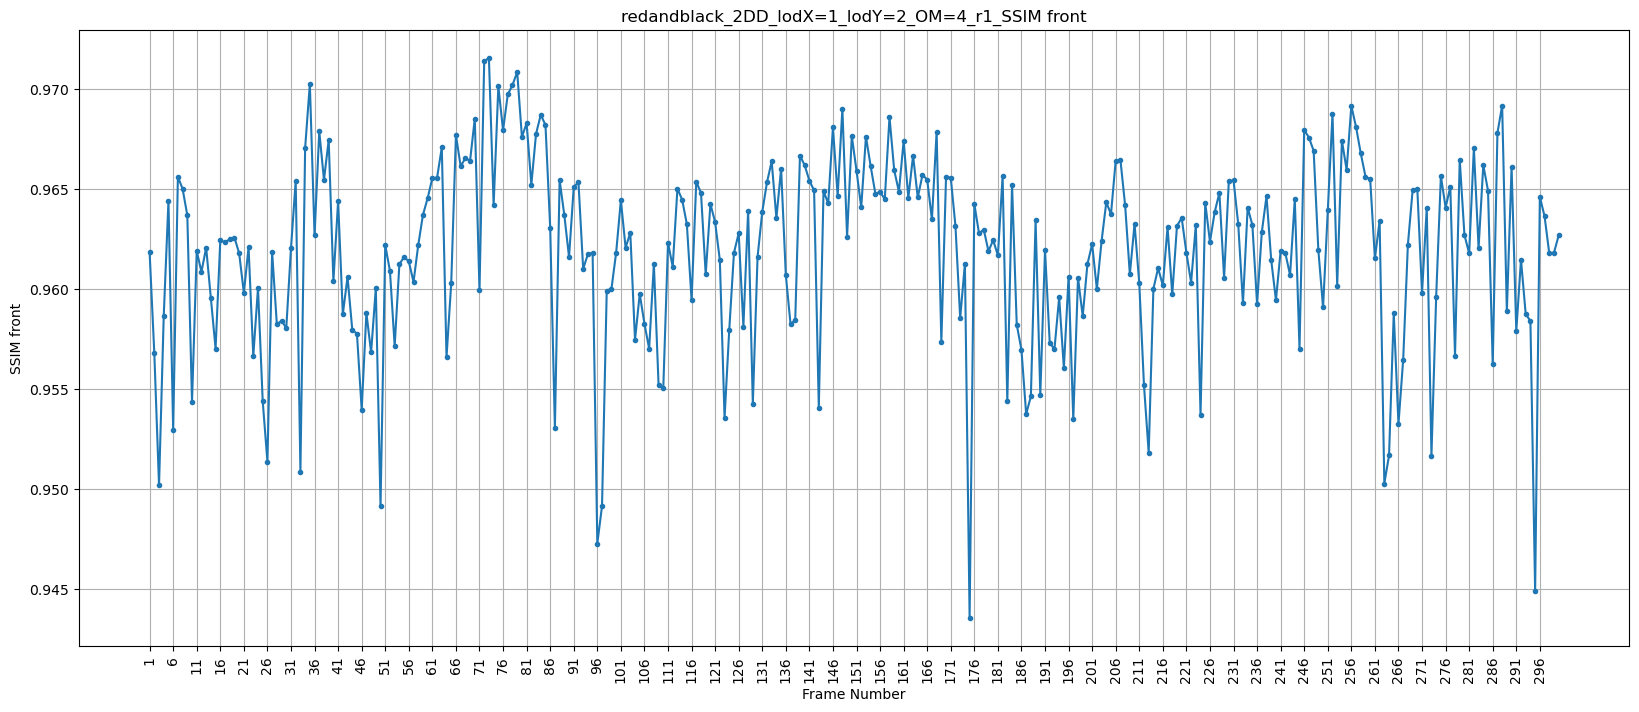 redandblack_2DD_lodX=1_lodY=2_OM=4_r1_SSIM front
SSIM front
0.970
0.965
0.960
0.955
0.950
0.945
1 6 11 16 21 26 31 36 41 46 51 56 61 66 71 76 81 86 91 96 101 106 111 116 121 126 131 136 141 146 151 156 161 166 171 176 181 186 191 196 201 206 211 216 221 226 231 236 241 246 251 256 261 266 271 276 281 286 291 296
Frame Number